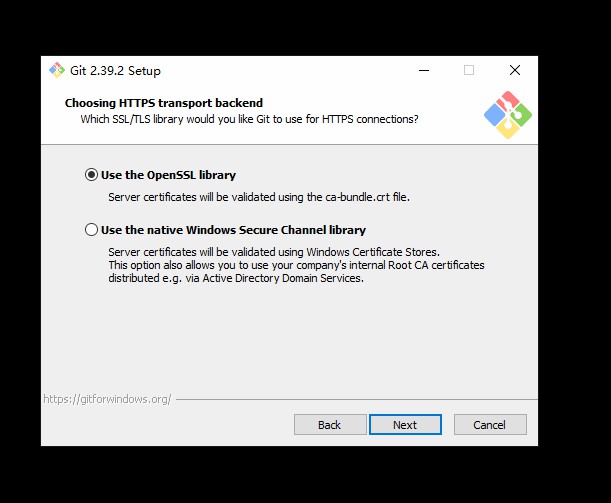 Git 2.39.2 Setup
Choosing HTTPS transport backend
Which SSL/TLS library would you like Git to use for HTTPS connections?
Use the OpenSSL library
Server certificates will be validated using the ca-bundle.crt file.
Use the native Windows Secure Channel library
Server certificates will be validated using Windows Certificate Stores.
This option also allows you to use your company's internal Root CA certificates
distributed e.g. via Active Directory Domain Services.
https://gitforwindows.org/
Back Next Cancel